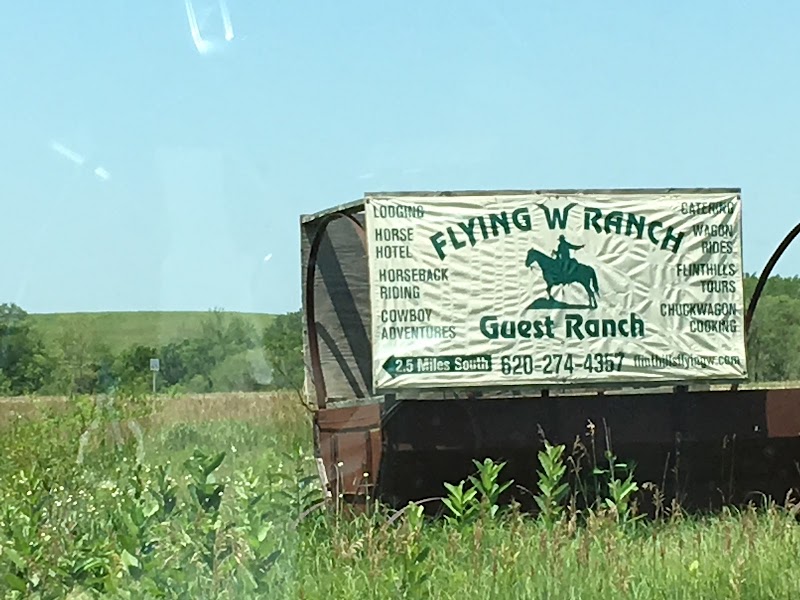 FLYING W RANCH
LODGING
HORSE
HOTEL
HORSEBACK
RIDING
COWBOY
ADVENTURES
CATERING
WAGON
RIDES
FLINTHILLS
TOURS
CHUCKWAGON
COOKING
Guest Ranch
2.5 Miles South 620-274-4357 flinthillsflyingw.com